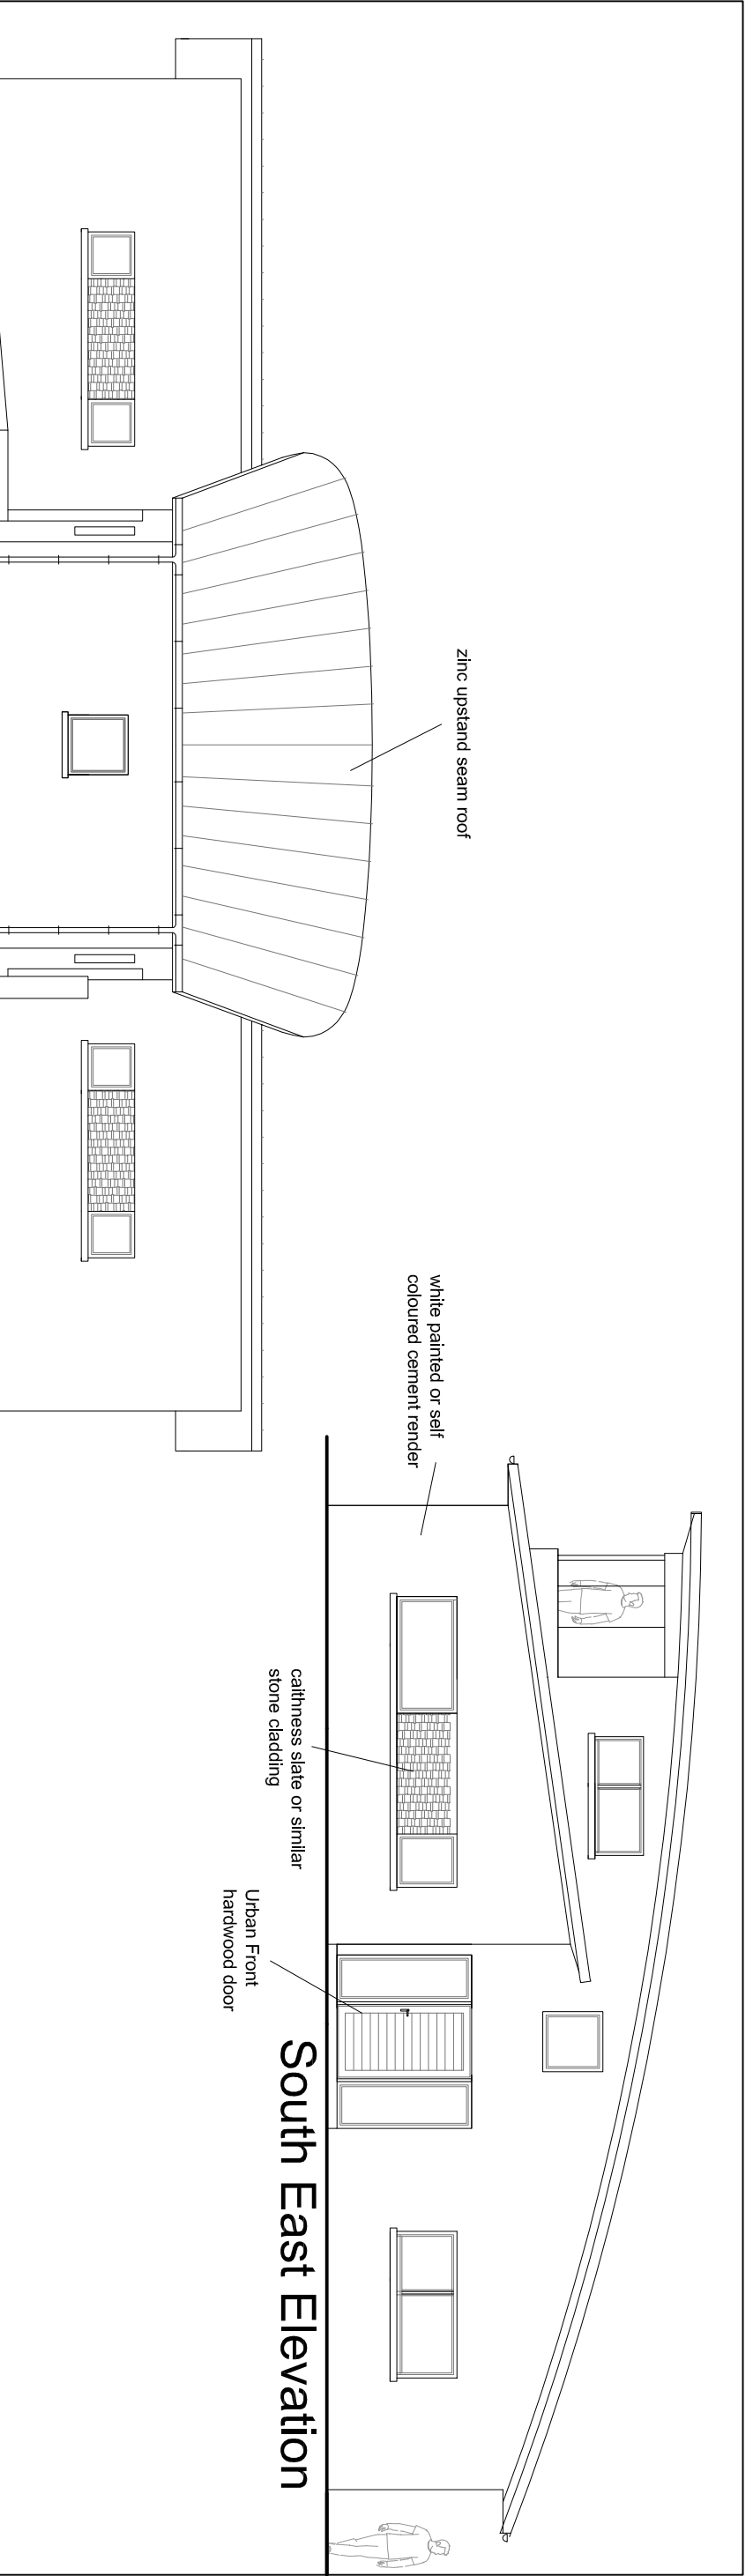 zinc upstand seam roof
white painted or self
coloured cement render
caithness slate or similar
stone cladding
Urban Front
hardwood door
South East Elevation